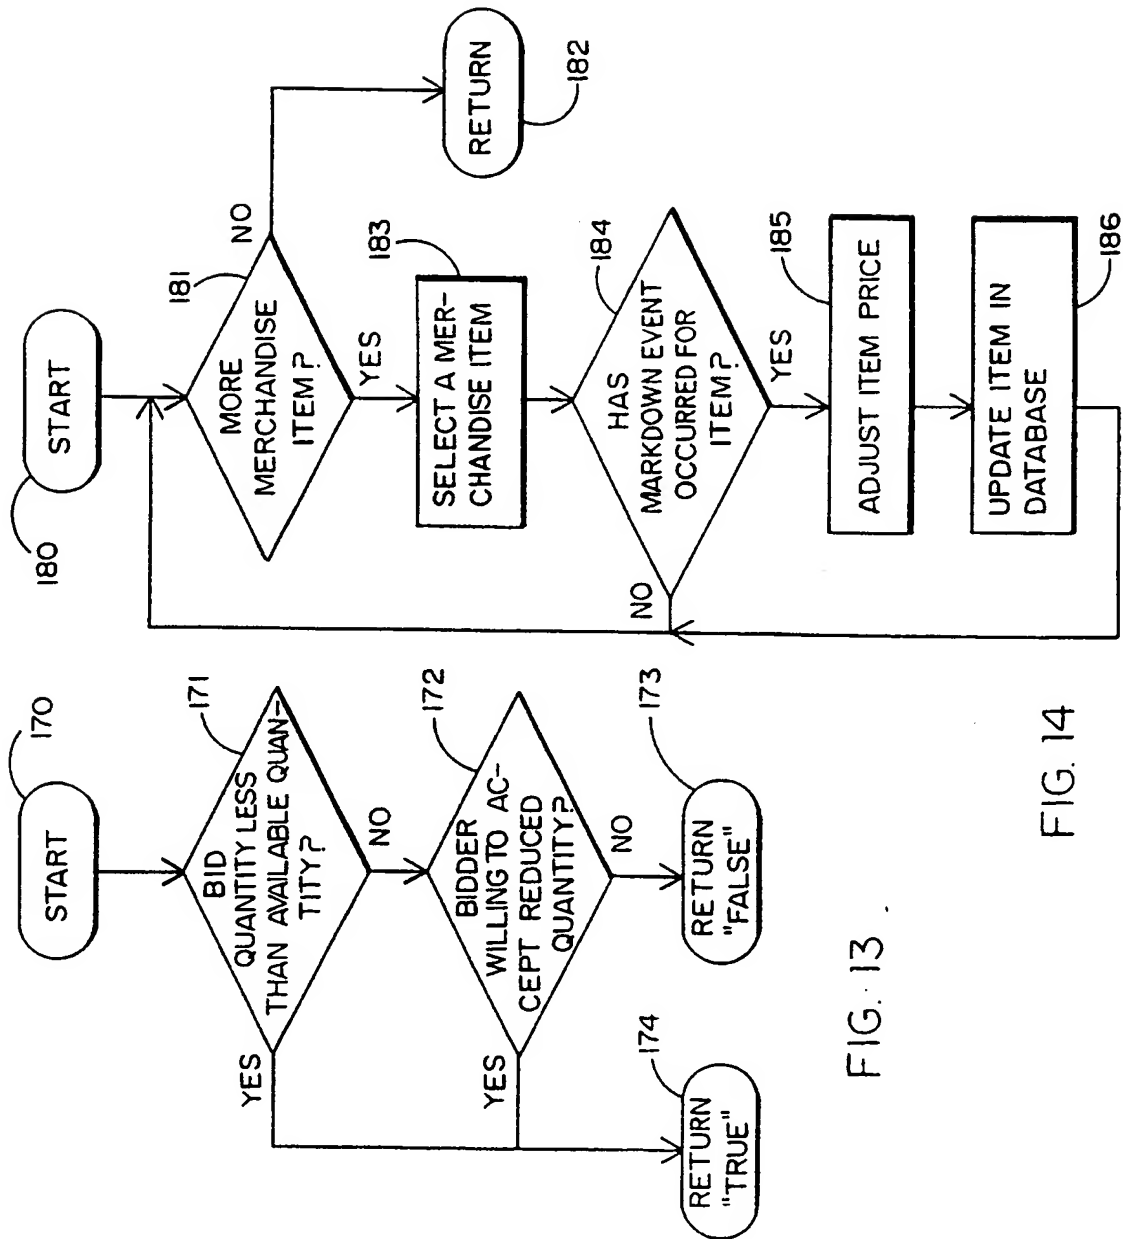 START
170
BID
QUANTITY LESS
THAN AVAILABLE QUAN-
TITY?
171
YES
NO
BIDDER
WILLING TO AC-
CEPT REDUCED
QUANTITY?
172
YES
NO
RETURN
"TRUE"
174
RETURN
"FALSE"
173
FIG. 13
START
180
MORE
MERCHANDISE
ITEM?
181
NO
RETURN
182
YES
SELECT A MER-
CHANDISE ITEM
183
HAS
MARKDOWN EVENT
OCCURRED FOR
ITEM?
184
NO
YES
ADJUST ITEM PRICE
185
UPDATE ITEM IN
DATABASE
186
FIG. 14